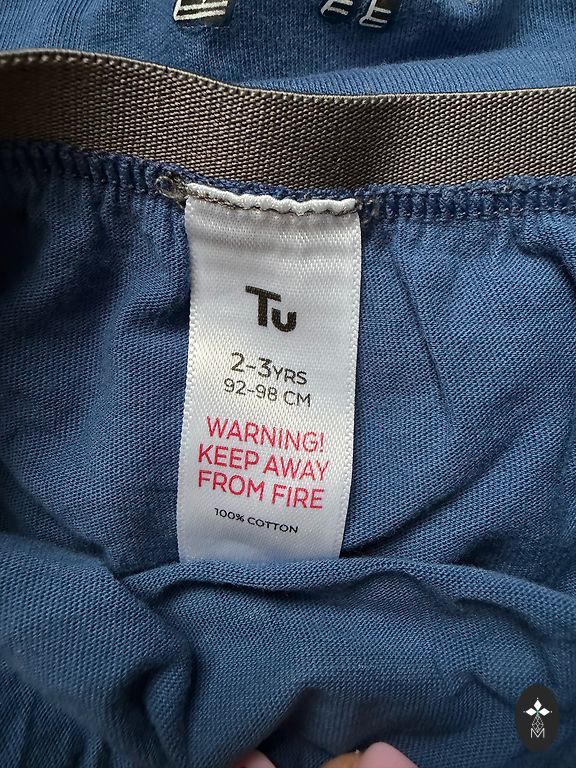 Tu
2-3YRS
92-98 CM
WARNING!
KEEP AWAY
FROM FIRE
100% COTTON